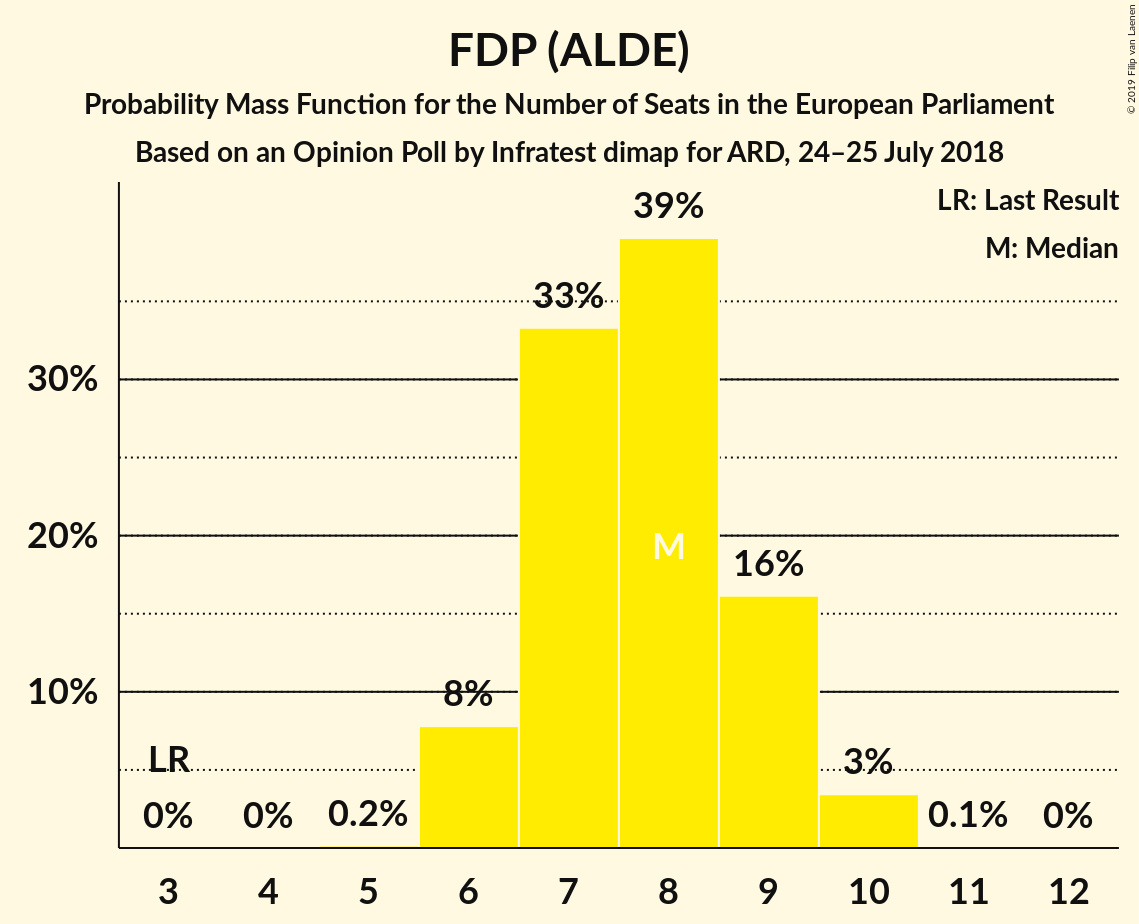 FDP (ALDE)
Probability Mass Function for the Number of Seats in the European Parliament
Based on an Opinion Poll by Infratest dimap for ARD, 24–25 July 2018
© 2019 Filip van Laenen
LR: Last Result
M: Median
39%
33%
30%
M
20%
16%
10%
8%
LR
3%
0%
0%
0.2%
0.1%
0%
3
4
5
6
7
8
9
10
11
12